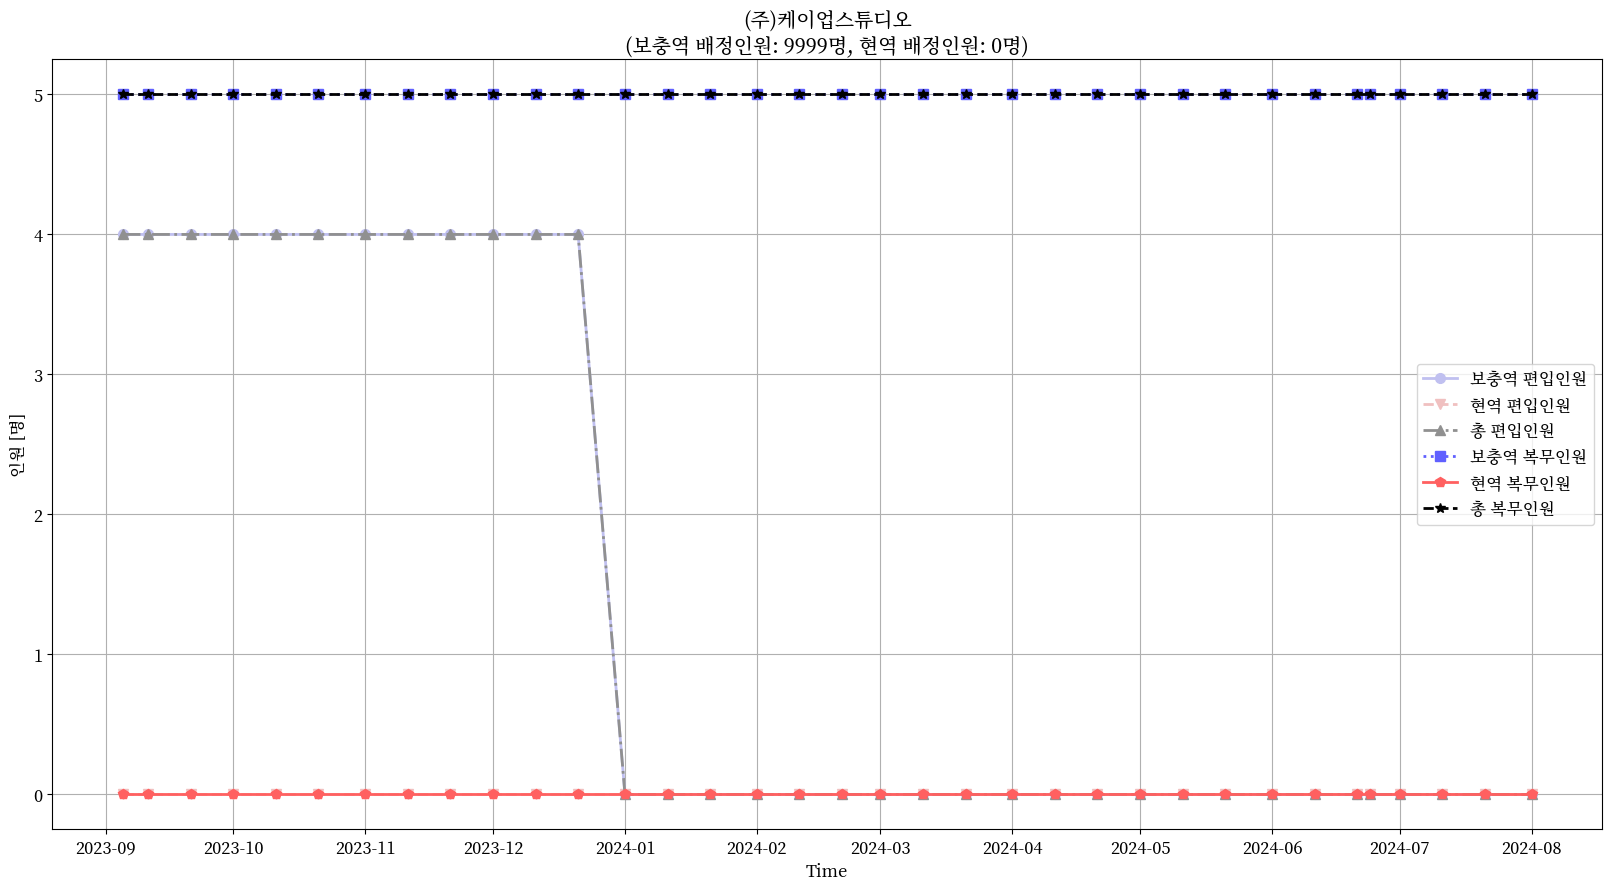 (주)케이업스튜디오
(보충역 배정인원: 9999명, 현역 배정인원: 0명)
인원 [명]
5
4
3
2
1
0
보충역 편입인원
현역 편입인원
총 편입인원
보충역 복무인원
현역 복무인원
총 복무인원
2023-09 2023-10 2023-11 2023-12 2024-01 2024-02 2024-03 2024-04 2024-05 2024-06 2024-07 2024-08
Time